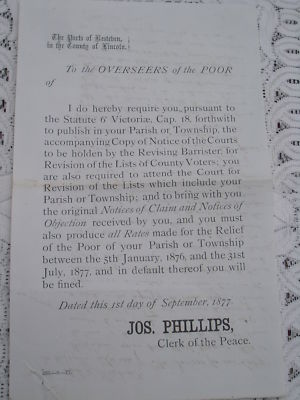 The Parts of Kesteven,
in the County of Lincoln.
To the OVERSEERS of the POOR
of
I do hereby require you, pursuant to
the Statute 6º Victoriæ, Cap. 18, forthwith
to publish in your Parish or Township, the
accompanying Copy of Notice of the Courts
to be holden by the Revising Barrister, for
Revision of the Lists of County Voters; you
are also required to attend the Court for
Revision of the Lists which include your
Parish or Township; and to bring with you
the original Notices of Claim and Notices of
Objection received by you, and you must
also produce all Rates made for the Relief
of the Poor of your Parish or Township
between the 5th January, 1876, and the 31st
July, 1877, and in default thereof you will
be fined.
Dated this 1st day of September, 1877.
JOS. PHILLIPS,
Clerk of the Peace.